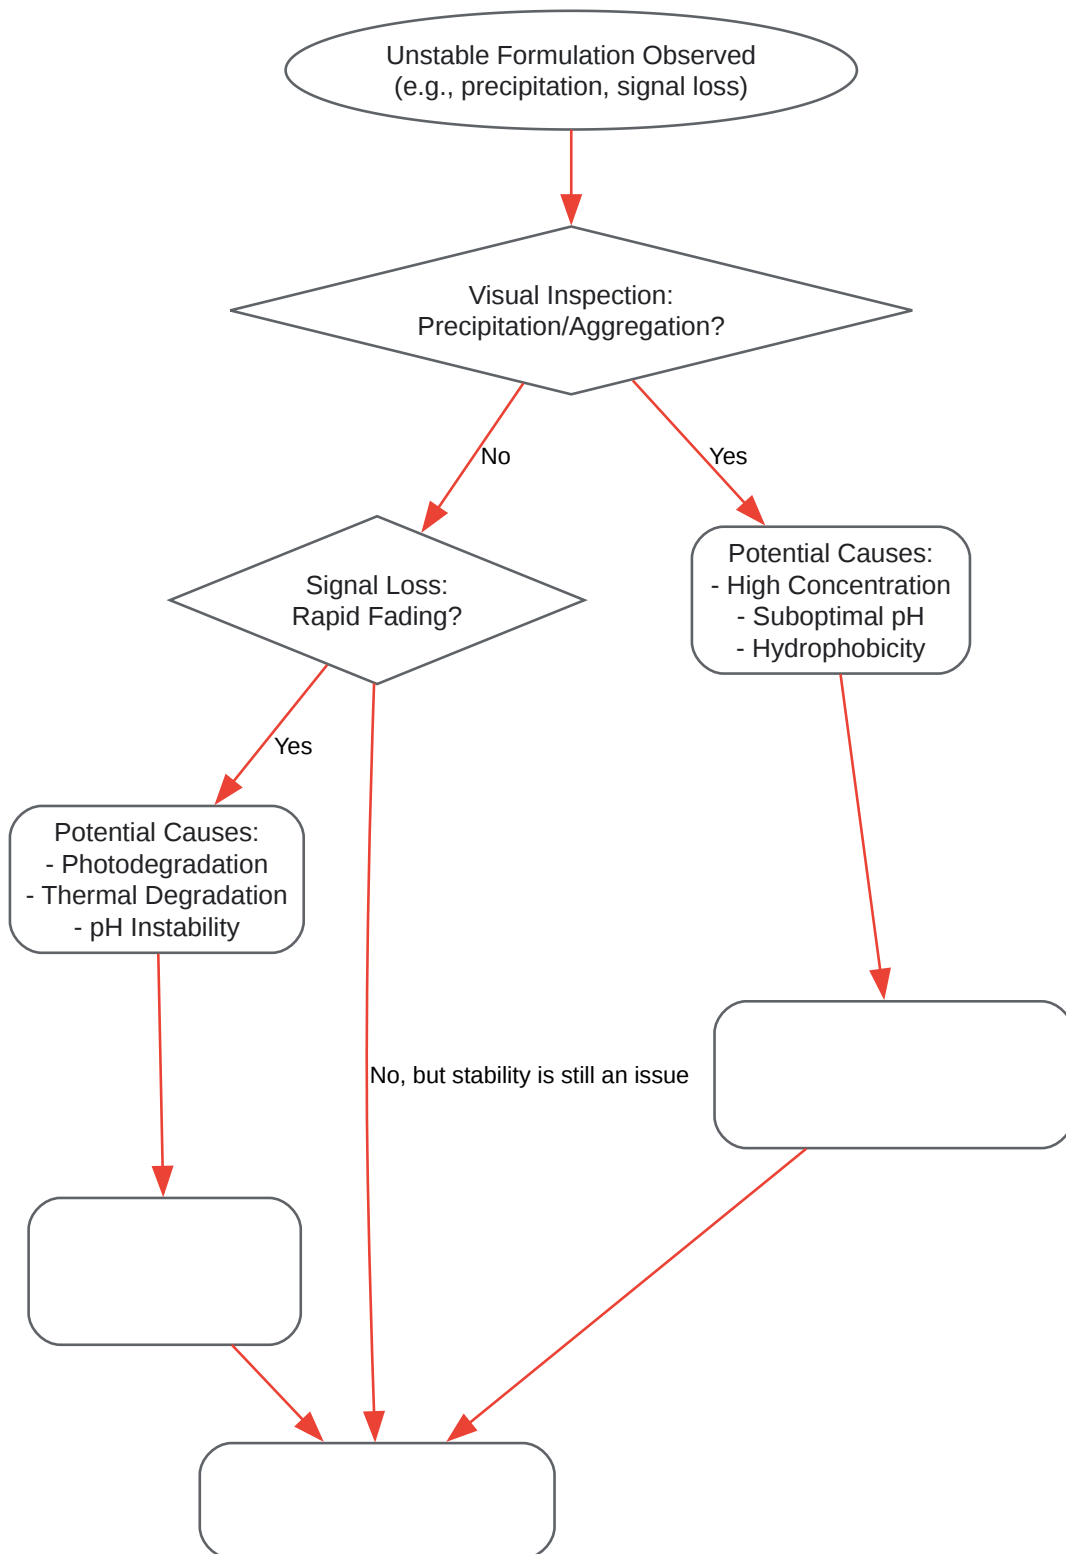 Unstable Formulation Observed
(e.g., precipitation, signal loss)
Visual Inspection:
Precipitation/Aggregation?
No
Yes
Signal Loss:
Rapid Fading?
Potential Causes:
- High Concentration
- Suboptimal pH
- Hydrophobicity
Yes
Potential Causes:
- Photodegradation
- Thermal Degradation
- pH Instability
No, but stability is still an issue